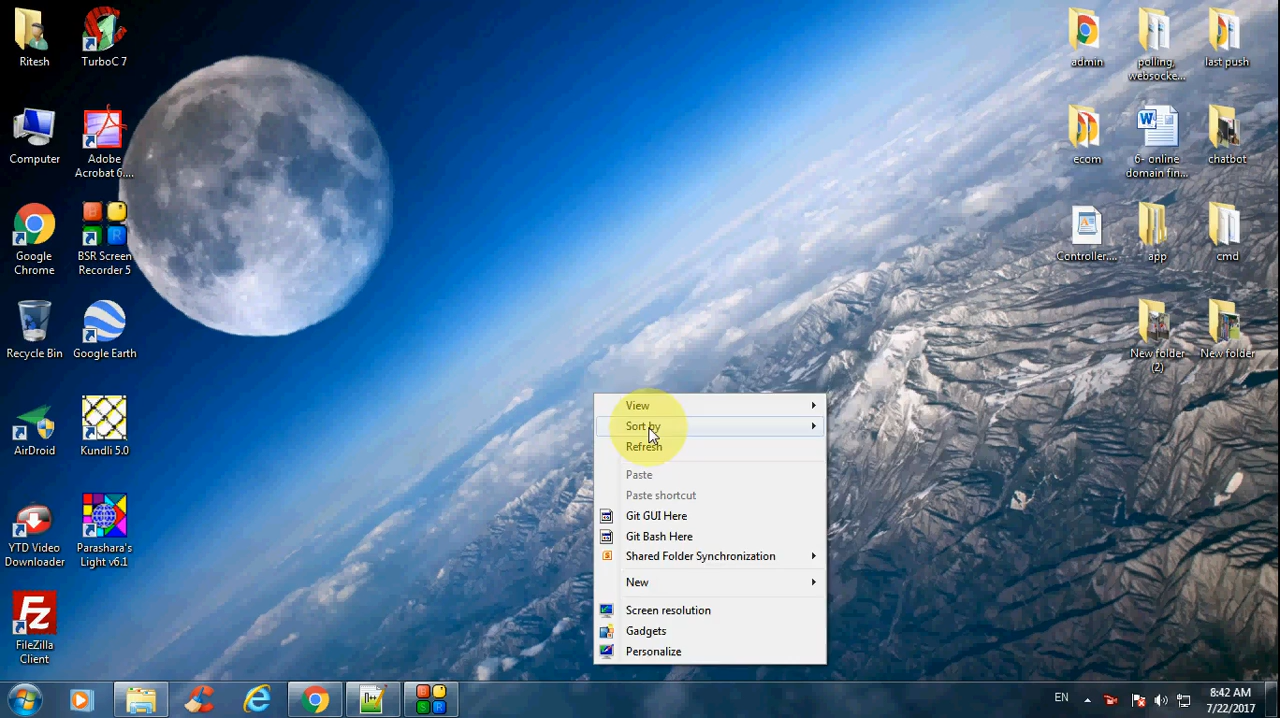 Ritesh
TurboC 7
Computer
Adobe
Acrobat 6....
Google
Chrome
BSR Screen
Recorder 5
Recycle Bin
Google Earth
AirDroid
Kundli 5.0
YTD Video
Downloader
Parashara's
Light v6.1
Fz
FileZilla
Client
admin
polling,
websocke...
last push
ecom
W
6- online
domain fin...
chatbot
Controller....
app
cmd
New folder
(2)
New folder
View
Sort by
Refresh
Paste
Paste shortcut
Git GUI Here
Git Bash Here
Shared Folder Synchronization
New
Screen resolution
Gadgets
Personalize
EN
8:42 AM
7/22/2017